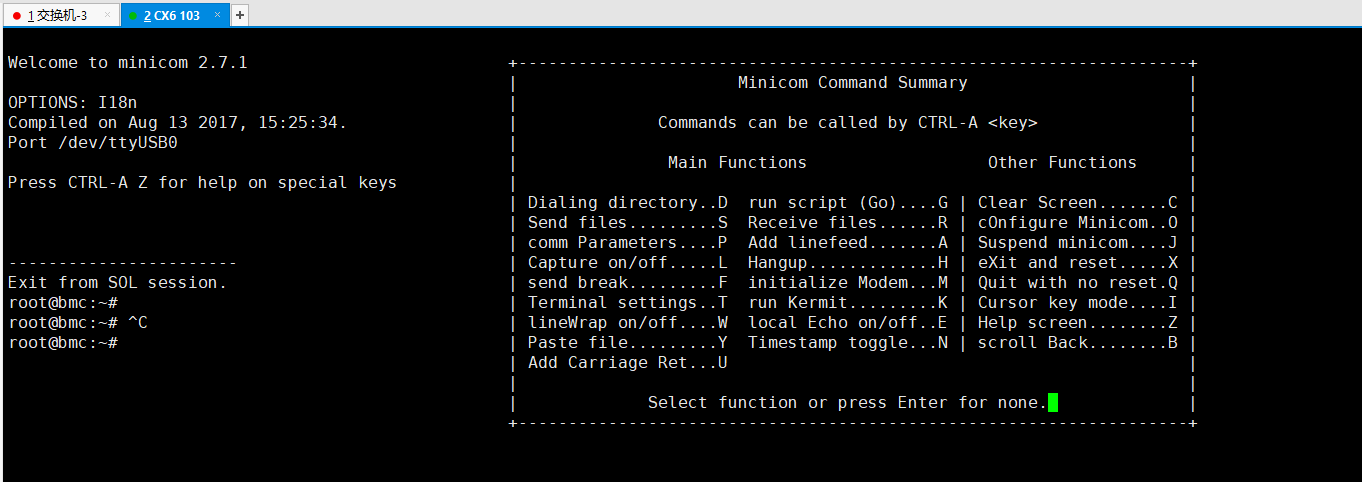 1 交换机-3 × 2 CX6 103 × +
Welcome to minicom 2.7.1
OPTIONS: I18n
Compiled on Aug 13 2017, 15:25:34.
Port /dev/ttyUSB0
Press CTRL-A Z for help on special keys
-----------------------
Exit from SOL session.
root@bmc:~#
root@bmc:~# ^C
root@bmc:~#
+-------------------------------------------------------------------+
Minicom Command Summary
Commands can be called by CTRL-A <key>
Main Functions Other Functions
Dialing directory..D run script (Go)....G | Clear Screen.......C
Send files.........S Receive files......R | cOnfigure Minicom..O
comm Parameters....P Add linefeed.......A | Suspend minicom....J
Capture on/off.....L Hangup.............H | eXit and reset.....X
send break.........F initialize Modem...M | Quit with no reset.Q
Terminal settings..T run Kermit.........K | Cursor key mode....I
lineWrap on/off....W local Echo on/off..E | Help screen........Z
Paste file.........Y Timestamp toggle...N | scroll Back........B
Add Carriage Ret...U
Select function or press Enter for none.
+-------------------------------------------------------------------+